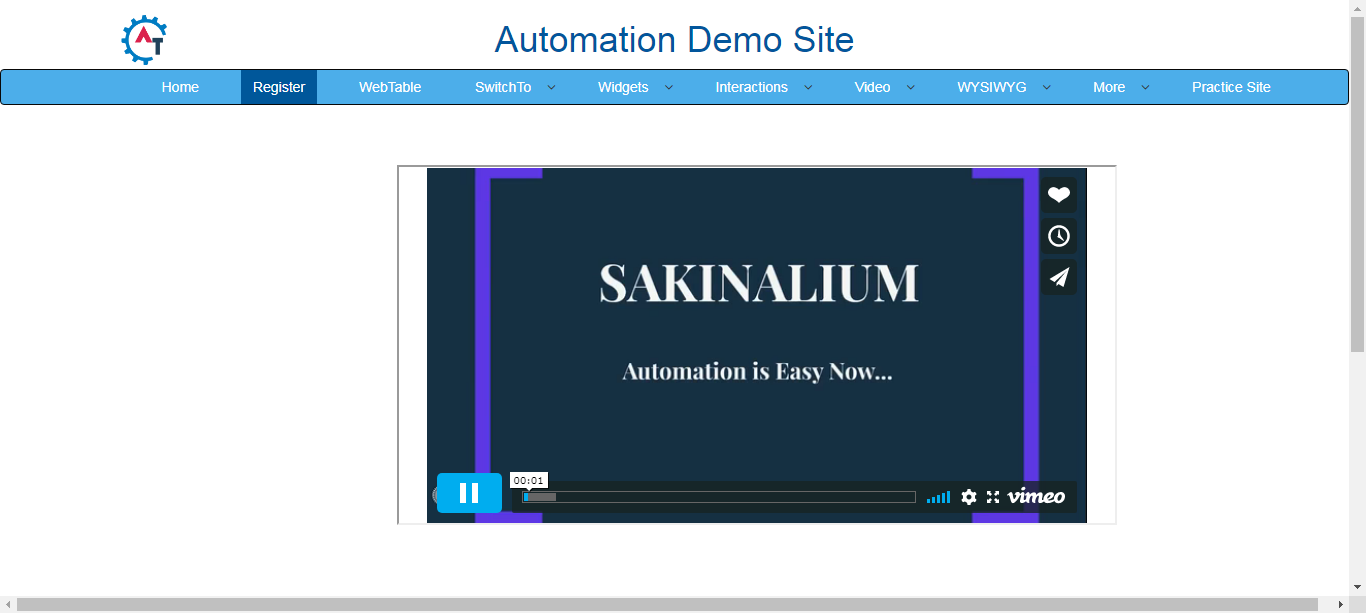 AT
Automation Demo Site
Home Register WebTable SwitchTo Widgets Interactions Video WYSIWYG More Practice Site
SAKINALIUM
Automation is Easy Now...
00:01
vimeo